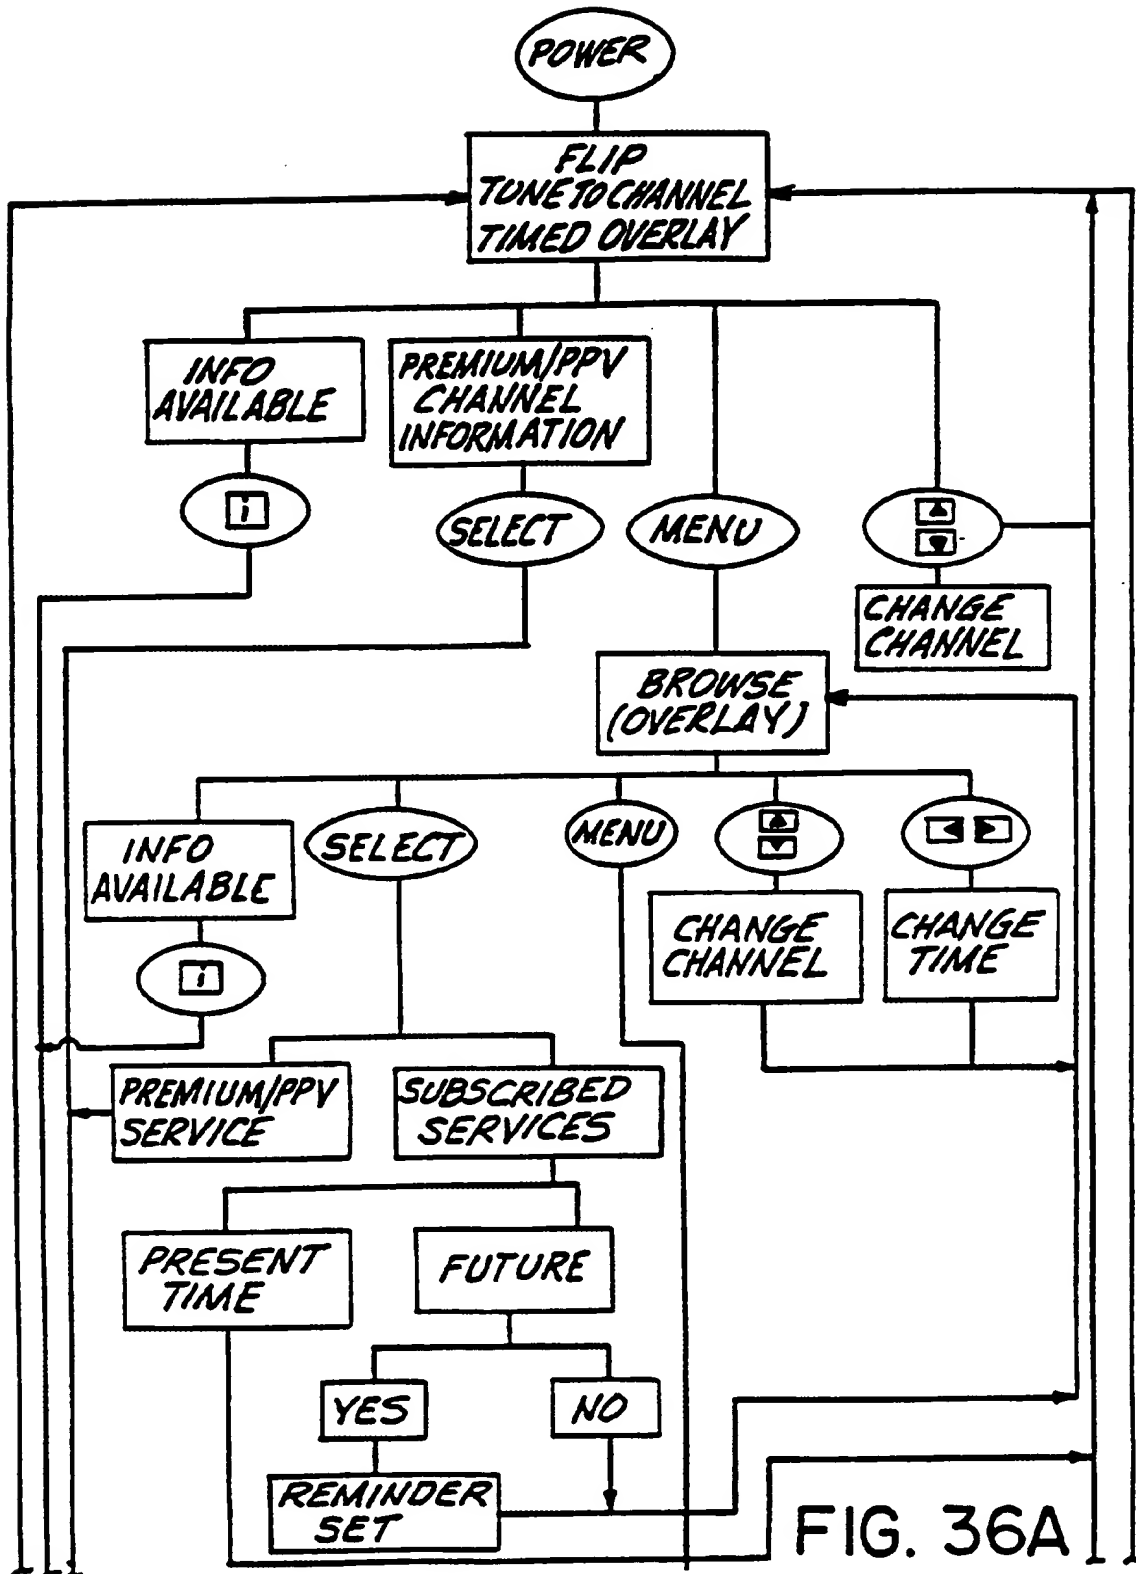 POWER
FLIP
TUNE TO CHANNEL
TIMED OVERLAY
INFO
AVAILABLE
PREMIUM/PPV
CHANNEL
INFORMATION
i
SELECT
MENU
CHANGE
CHANNEL
BROWSE
(OVERLAY)
INFO
AVAILABLE
SELECT
MENU
CHANGE
CHANNEL
CHANGE
TIME
i
PREMIUM/PPV
SERVICE
SUBSCRIBED
SERVICES
PRESENT
TIME
FUTURE
YES
NO
REMINDER
SET
FIG. 36A